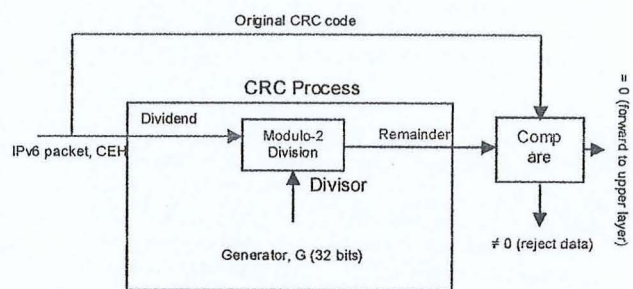 Original CRC code
CRC Process
Dividend
IPv6 packet, CEH
Modulo-2
Division
Remainder
Divisor
Generator, G (32 bits)
Comp
are
= 0 (forward to
upper layer)
≠ 0 (reject data)